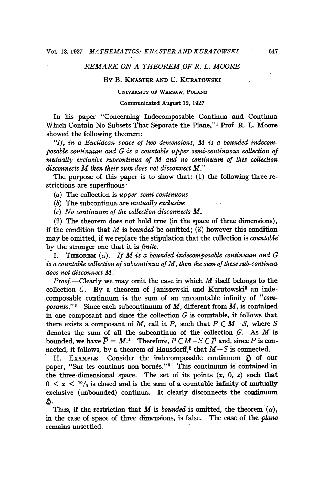 Vol. 13, 1927 MATHEMATICS: KNASTER AND KURATOWSKI 647
REMARK ON A THEOREM OF R. L. MOORE
BY B. KNASTER AND C. KURATOWSKI
UNIVERSITY OF WARSAW, POLAND
Communicated August 15, 1927
In his paper "Concerning Indecomposable Continua and Continua
Which Contain No Subsets That Separate the Plane,"¹ Prof. R. L. Moore
showed the following theorem:
"If, in a Euclidean space of two dimensions, M is a bounded indecom-
posable continuum and G is a countable upper semi-continuous collection of
mutually exclusive subcontinua of M and no continuum of this collection
disconnects M then their sum does not disconnect M."
The purpose of this paper is to show that: (1) the following three re-
strictions are superfluous:
(a) The collection is upper semi-continuous
(b) The subcontinua are mutually exclusive
(c) No continuum of the collection disconnects M.
(2) The theorem does not hold true (in the space of three dimensions),
if the condition that M is bounded be omitted; (3) however this condition
may be omitted, if we replace the stipulation that the collection is countable
by the stronger one that it is finite.
I. THEOREM (α). If M is a bounded indecomposable continuum and G
is a countable collection of subcontinua of M, then the sum of these sub-continua
does not disconnect M.
Proof.—Clearly we may omit the case in which M itself belongs to the
collection G. By a theorem of Janiszewski and Kuratowski² an inde-
composable continuum is the sum of an uncountable infinity of "com-
posants."³ Since each subcontinuum of M, different from M, is contained
in one composant and since the collection G is countable, it follows that
there exists a composant of M, call it P, such that P ⊂ M—S, where S
denotes the sum of all the subcontinua of the collection G. As M is
bounded, we have P̄ = M. Therefore, P ⊂ M—S ⊂ P̄ and, since P is con-
nected, it follows, by a theorem of Hausdorff, that M—S is connected.
II. EXAMPLE. Consider the indecomposable continuum of our
paper, "Sur les continus non-bornés." This continuum is contained in
the three-dimensional space. The set of its points (x, 0, z) such that
is closed and is the sum of a countable infinity of mutually
exclusive (unbounded) continua. It clearly disconnects the continuum
Thus, if the restriction that M is bounded is omitted, the theorem (α),
in the case of space of three dimensions, is false. The case of the plane
remains unsettled.